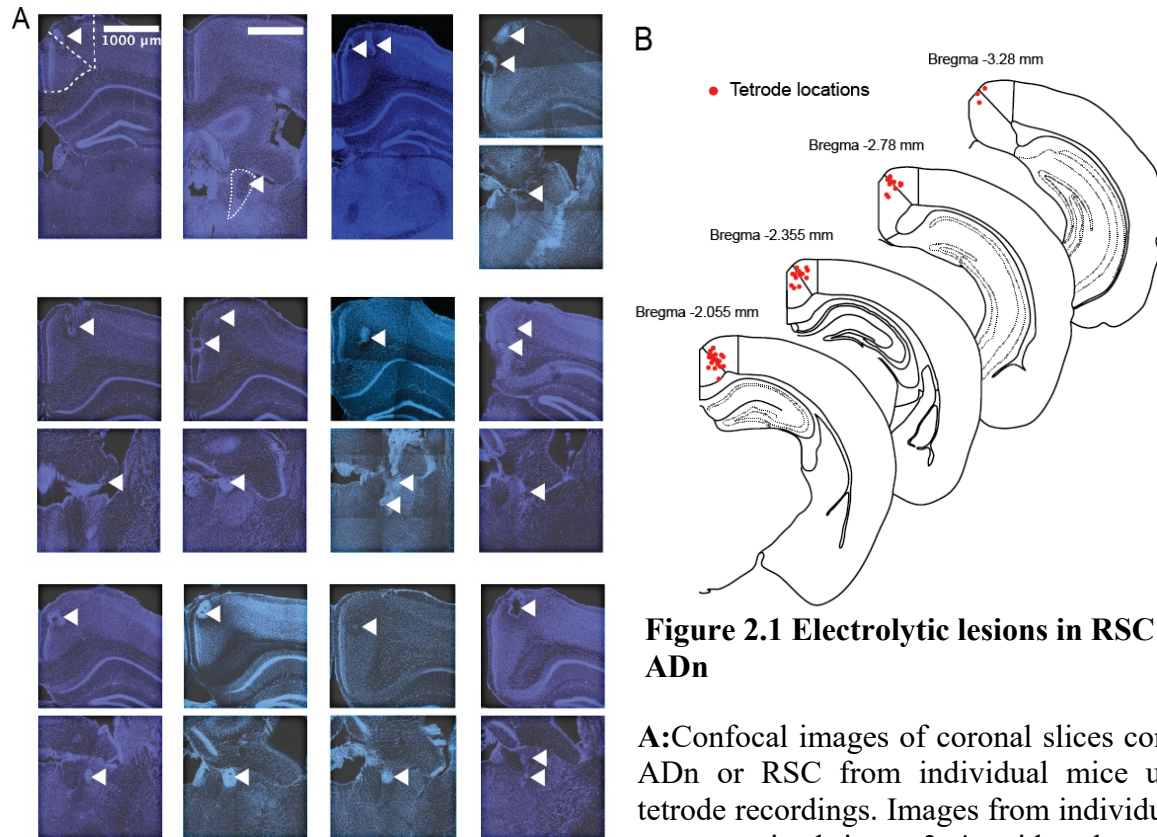 A
1000 µm
B
Bregma -3.28 mm
Tetrode locations
Bregma -2.78 mm
Bregma -2.355 mm
Bregma -2.055 mm
Figure 2.1 Electrolytic lesions in RSC
ADn
A:Confocal images of coronal slices
ADn or RSC from individual mice
tetrode recordings. Images from